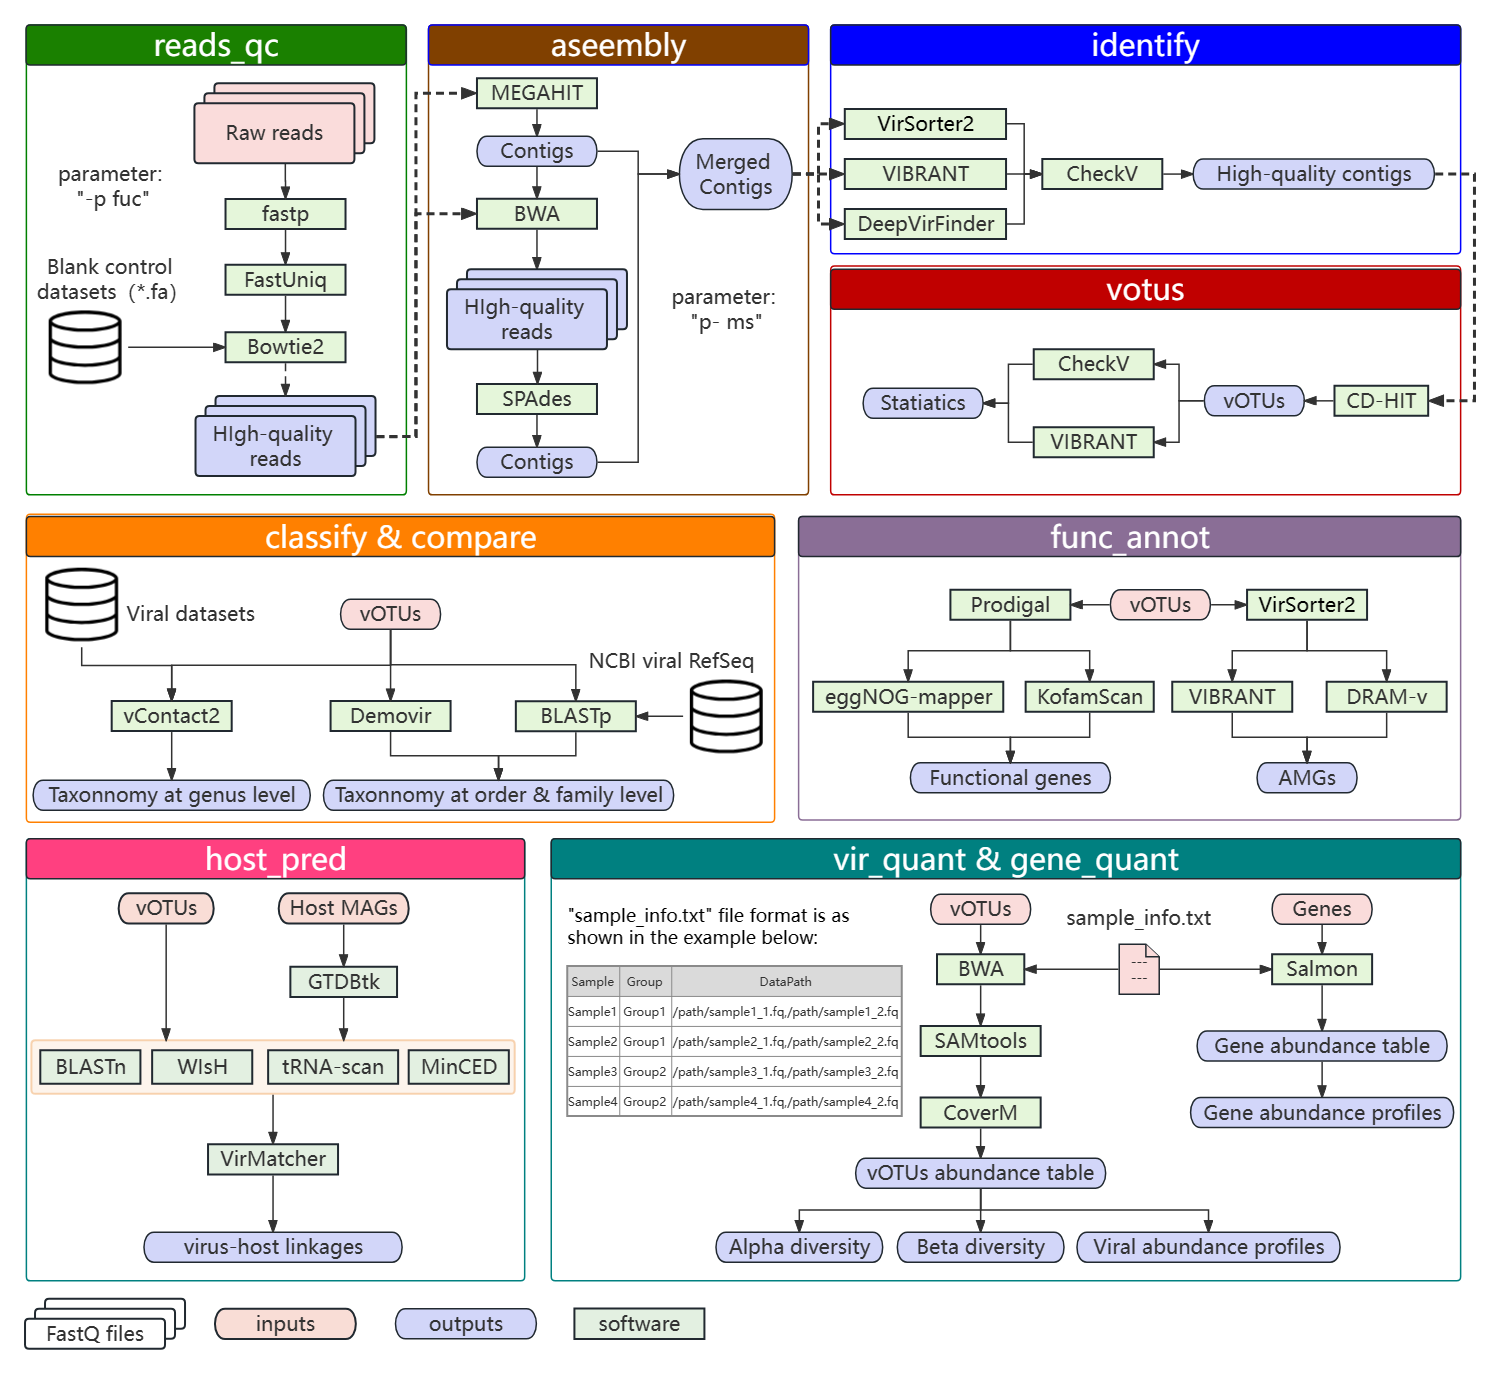 reads_qc
Raw reads
parameter:
"-p fuc"
fastp
FastUniq
Blank control
datasets (*.fa)
Bowtie2
HIgh-quality
reads
aseembly
MEGAHIT
Contigs
BWA
HIgh-quality
reads
SPAdes
Contigs
Merged
Contigs
parameter:
"p- ms"
identify
VirSorter2
VIBRANT
DeepVirFinder
CheckV
High-quality contigs
votus
CheckV
Statiatics
vOTUs
CD-HIT
VIBRANT
classify & compare
Viral datasets
vOTUs
NCBI viral RefSeq
vContact2
Demovir
BLASTp
Taxonnomy at genus level
Taxonnomy at order & family level
func_annot
Prodigal
vOTUs
VirSorter2
eggNOG-mapper
KofamScan
VIBRANT
DRAM-v
Functional genes
AMGs
host_pred
vOTUs
Host MAGs
GTDBtk
BLASTn
WIsH
tRNA-scan
MinCED
VirMatcher
virus-host linkages
vir_quant & gene_quant
"sample_info.txt" file format is as
shown in the example below:
Sample Group DataPath
Sample1 Group1 /path/sample1_1.fq,/path/sample1_2.fq
Sample2 Group1 /path/sample2_1.fq,/path/sample2_2.fq
Sample3 Group2 /path/sample3_1.fq,/path/sample3_2.fq
Sample4 Group2 /path/sample4_1.fq,/path/sample4_2.fq
vOTUs
sample_info.txt
Genes
BWA
---
---
Salmon
SAMtools
Gene abundance table
CoverM
Gene abundance profiles
vOTUs abundance table
Alpha diversity
Beta diversity
Viral abundance profiles
FastQ files
inputs
outputs
software